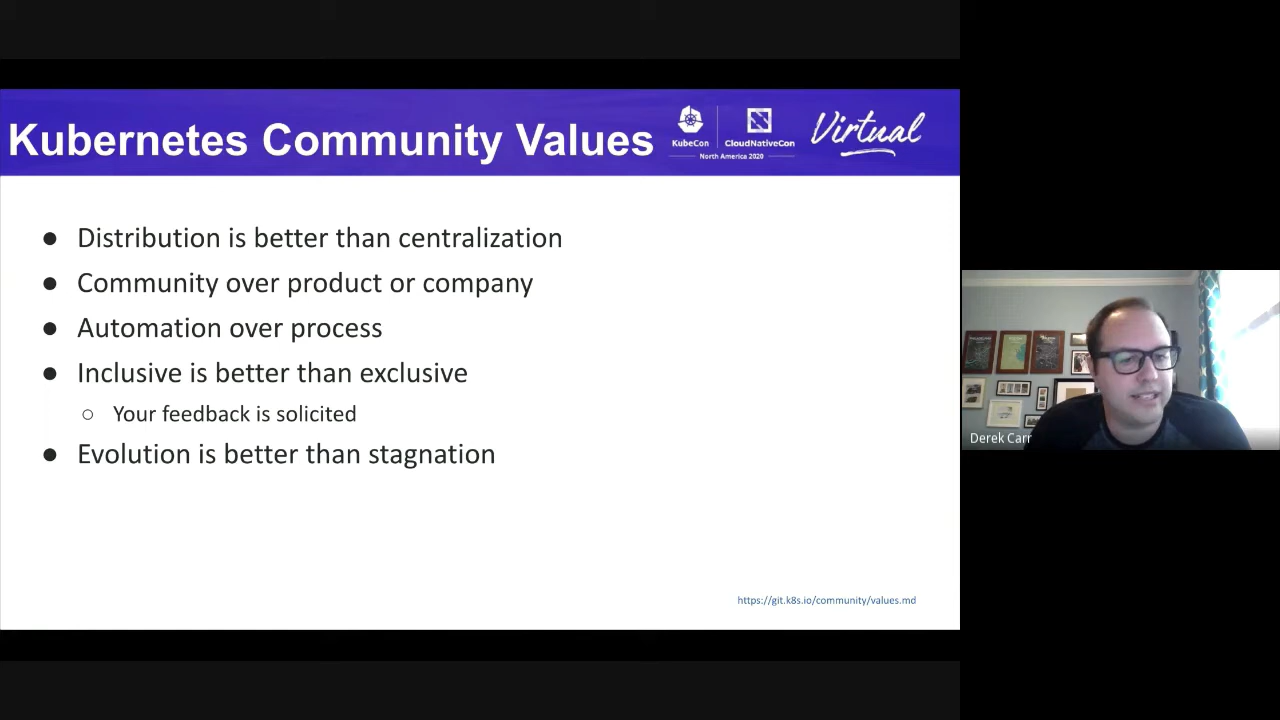 Kubernetes Community Values
KubeCon
CloudNativeCon
North America 2020
Virtual
● Distribution is better than centralization
● Community over product or company
● Automation over process
● Inclusive is better than exclusive
○ Your feedback is solicited
● Evolution is better than stagnation
https://git.k8s.io/community/values.md
Derek Carr